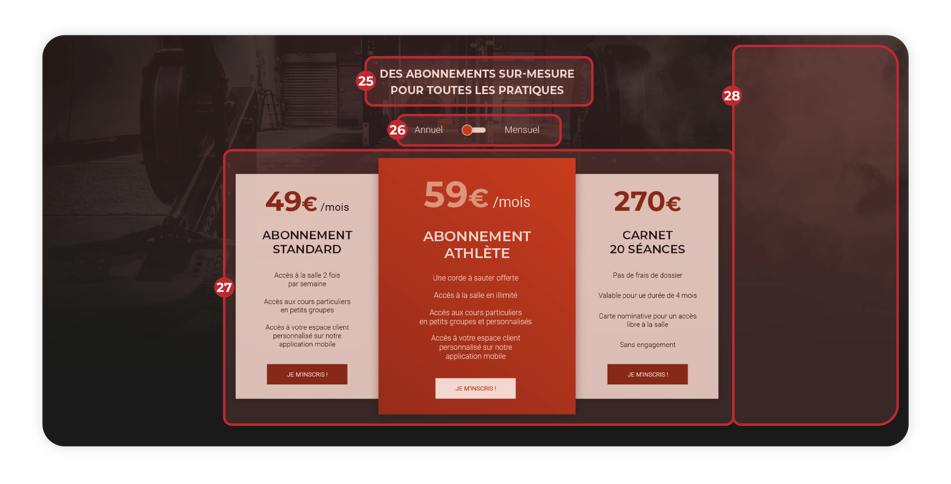 25
DES ABONNEMENTS SUR-MESURE
POUR TOUTES LES PRATIQUES
28
26
Annuel
Mensuel
27
49€ /mois
ABONNEMENT
STANDARD
Accès à la salle 2 fois
par semaine
Accès aux cours particuliers
en petits groupes
Accès à votre espace client
personnalisé sur notre
application mobile
JE M'INSCRIS !
59€ /mois
ABONNEMENT
ATHLÈTE
Une corde à sauter offerte
Accès à la salle en illimité
Accès aux cours particuliers
en petits groupes et personnalisés
Accès à votre espace client
personnalisé sur notre
application mobile
JE M'INSCRIS !
270€
CARNET
20 SÉANCES
Pas de frais de dossier
Valable pour ue durée de 4 mois
Carte nominative pour un accès
libre à la salle
Sans engagement
JE M'INSCRIS !